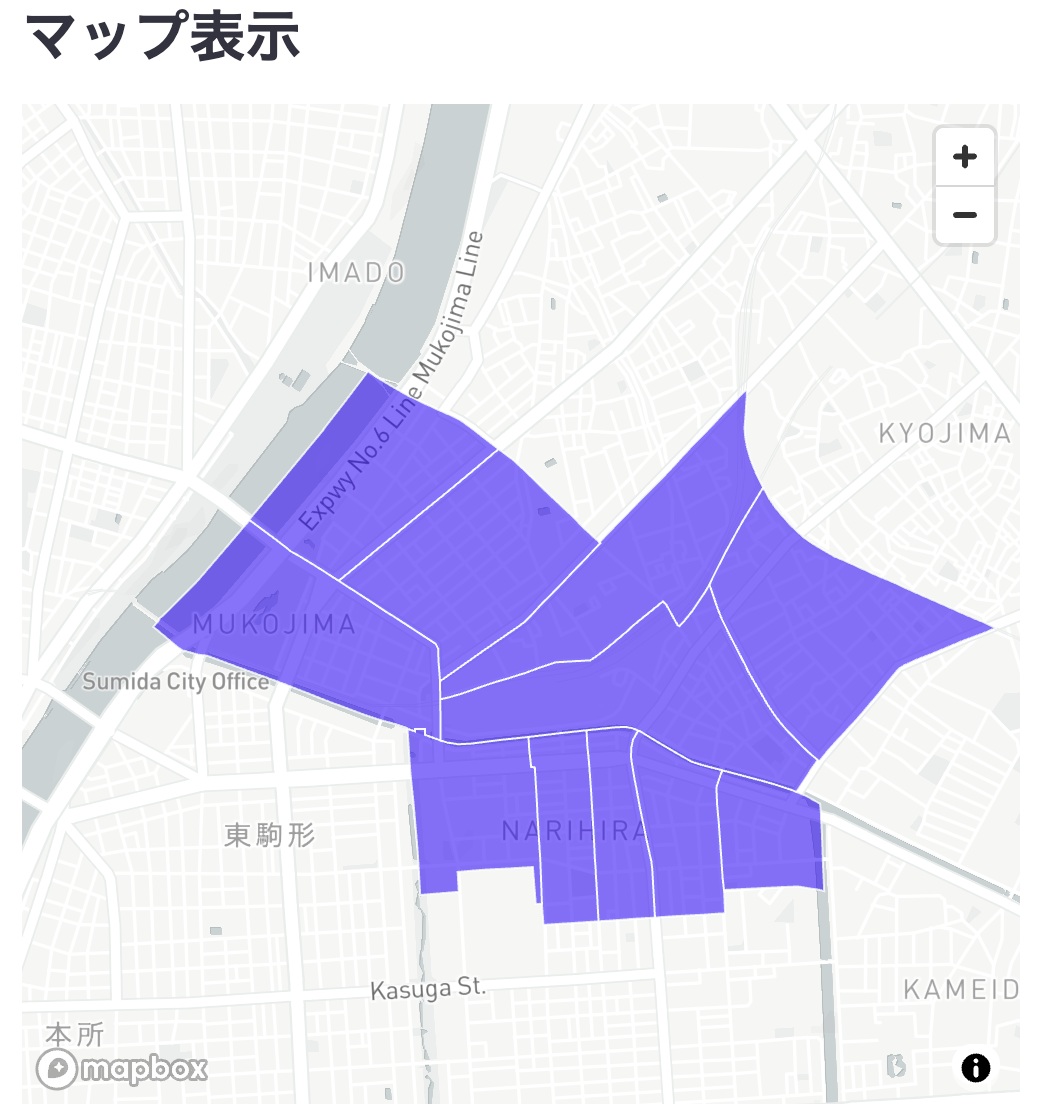 マップ表示
IMADO
Expwy No.6 Line Mukojima Line
KYOJIMA
MUKOJIMA
Sumida City Office
NARIHIRA
東駒形
Kasuga St.
KAMEID
本所
mapbox